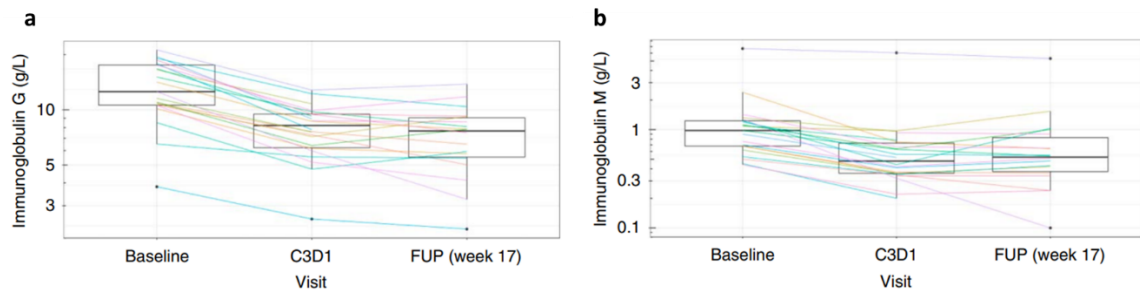 a
Immunoglobulin G (g/L)
10
5
3
Baseline
C3D1
FUP (week 17)
Visit
b
Immunoglobulin M (g/L)
3
1
0.3
0.1
Baseline
C3D1
FUP (week 17)
Visit